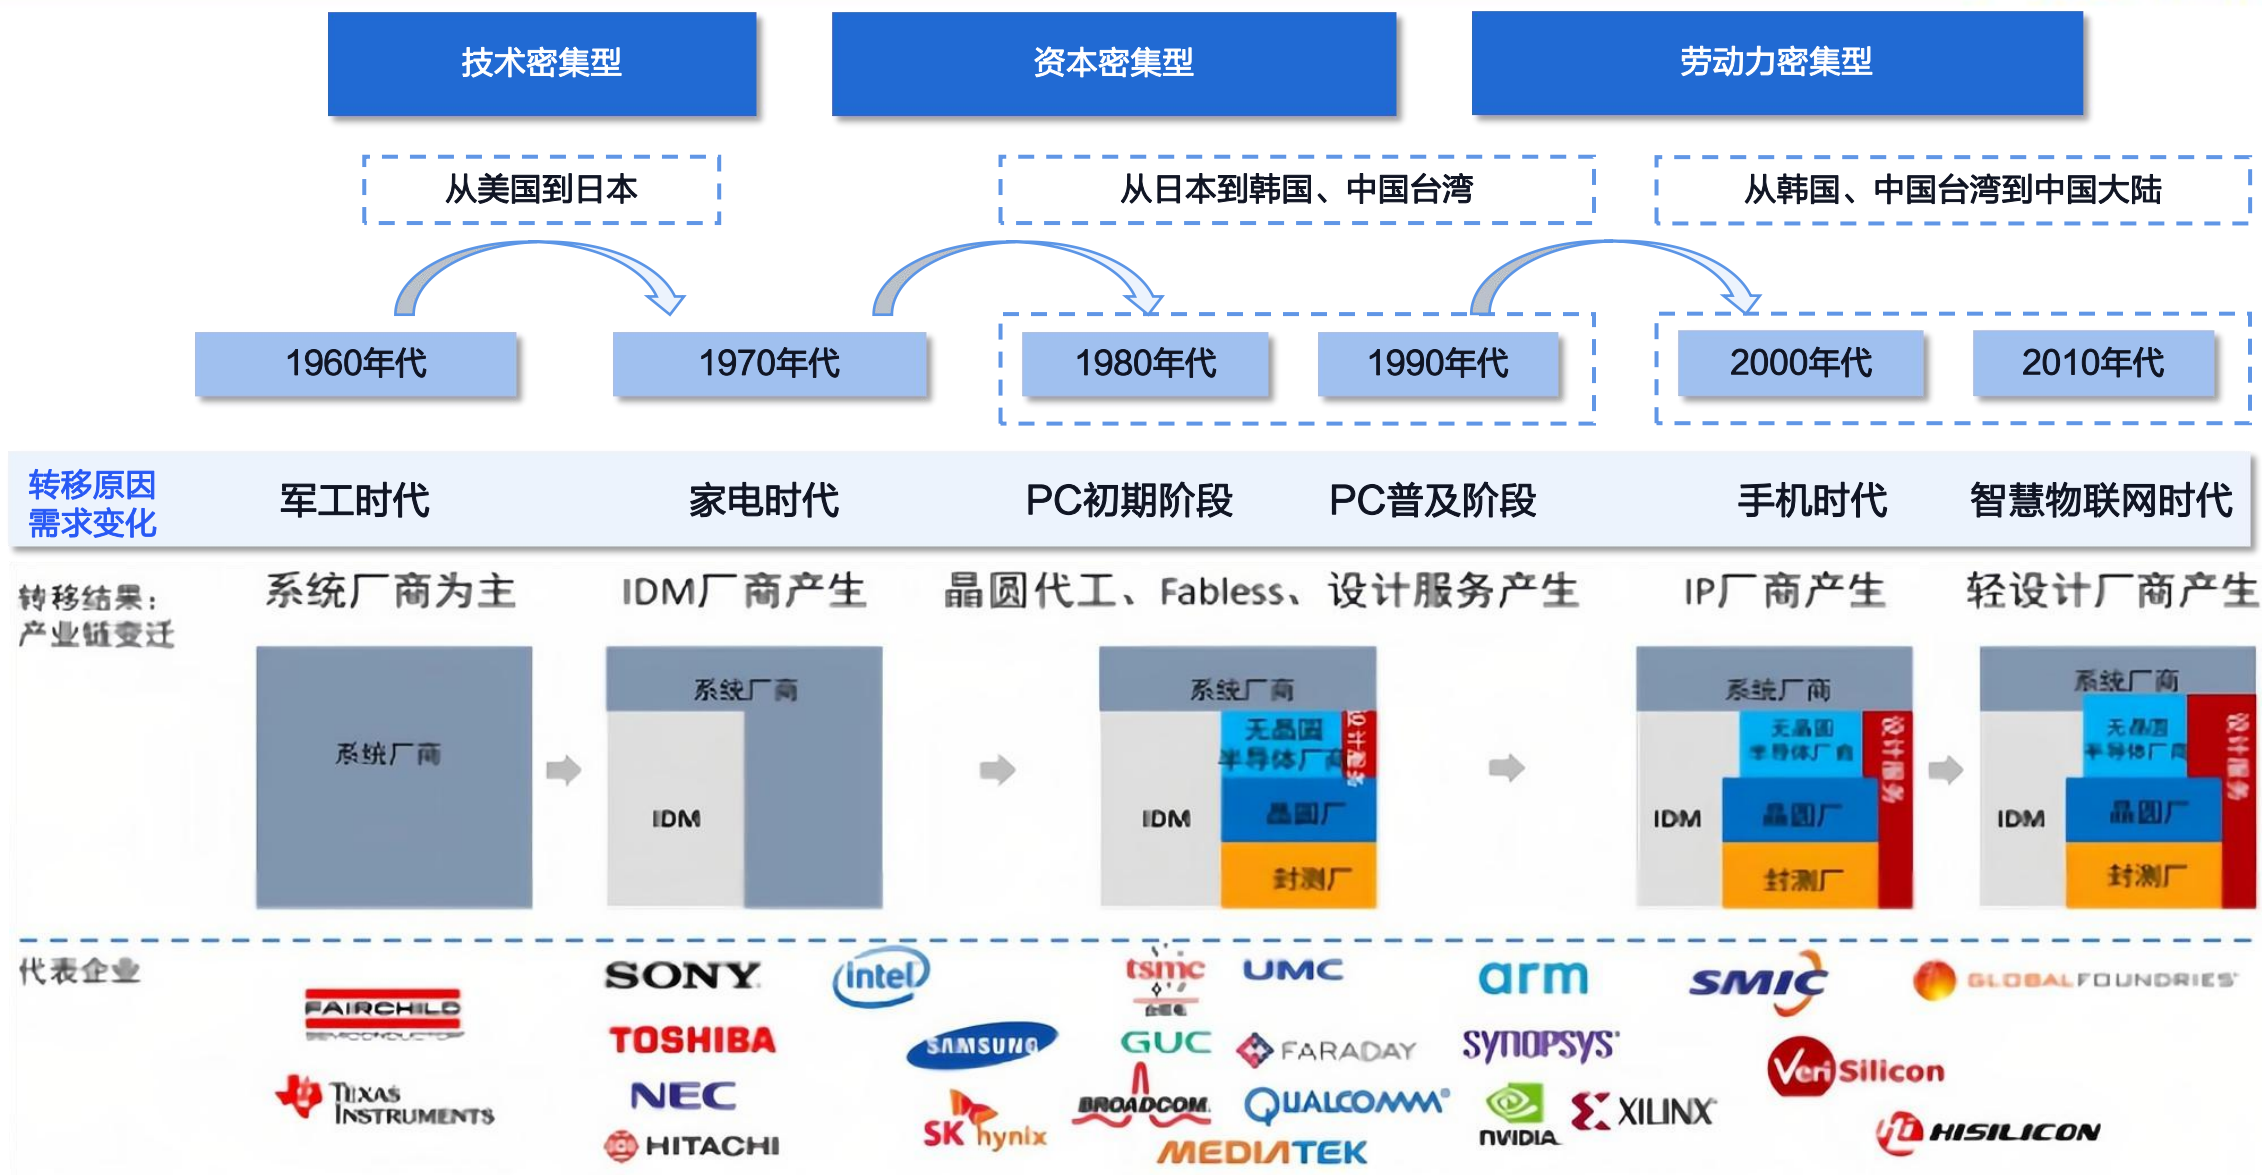 技术密集型
资本密集型
劳动力密集型
从美国到日本
从日本到韩国、中国台湾
从韩国、中国台湾到中国大陆
1960年代
1970年代
1980年代
1990年代
2000年代
2010年代
转移原因
需求变化
军工时代
家电时代
PC初期阶段
PC普及阶段
手机时代
智慧物联网时代
转移结果：
产业链变迁
系统厂商为主
IDM厂商产生
晶圆代工、Fabless、设计服务产生
IP厂商产生
轻设计厂商产生
系统厂商
系统厂商
IDM
系统厂商
无晶圆
半导体厂商
设计服务
IDM
晶圆厂
封测厂
系统厂商
无晶圆
半导体厂商
设计服务
IDM
晶圆厂
封测厂
系统厂商
无晶圆
半导体厂商
设计服务
IDM
晶圆厂
封测厂
代表企业
FAIRCHILD
SEMICONDUCTOR
TEXAS
INSTRUMENTS
SONY
intel
TOSHIBA
SAMSUNG
NEC
HITACHI
SK hynix
tsmc
UMC
GUC
FARADAY
BROADCOM
QUALCOMM
MEDIATEK
arm
SYNOPSYS
NVIDIA
XILINX
SMIC
GLOBALFOUNDRIES
VeriSilicon
HISILICON